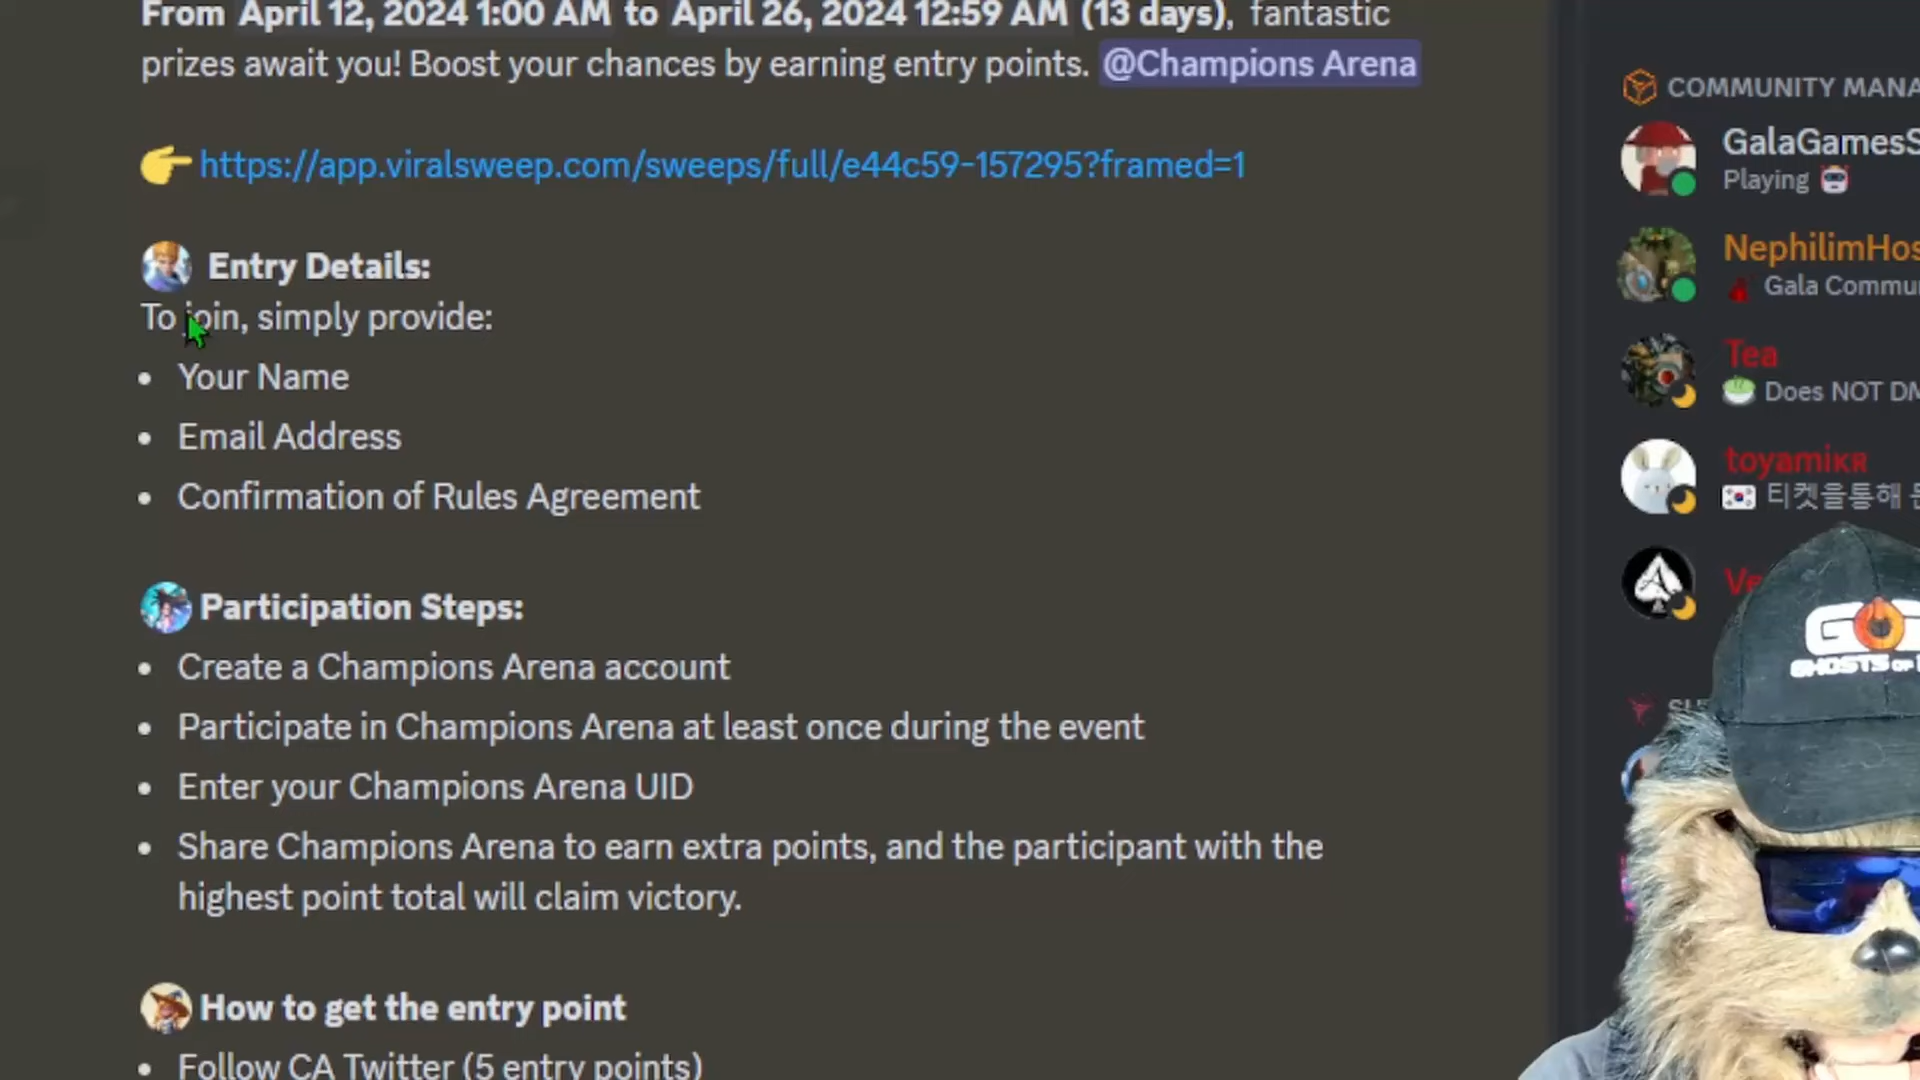 From April 12, 2024 1:00 AM to April 26, 2024 12:59 AM (13 days), fantastic
prizes await you! Boost your chances by earning entry points. @Champions Arena
https://app.viralsweep.com/sweeps/full/e44c59-157295?framed=1
Entry Details:
To join, simply provide:
• Your Name
• Email Address
• Confirmation of Rules Agreement
Participation Steps:
• Create a Champions Arena account
• Participate in Champions Arena at least once during the event
• Enter your Champions Arena UID
• Share Champions Arena to earn extra points, and the participant with the
highest point total will claim victory.
How to get the entry point
• Follow CA Twitter (5 entry points)
COMMUNITY MANA
GalaGamesS
Playing
NephilimHos
Gala Commu
Tea
Does NOT DM
toyamiKR
티켓을통해
Ve
GHOSTS OF